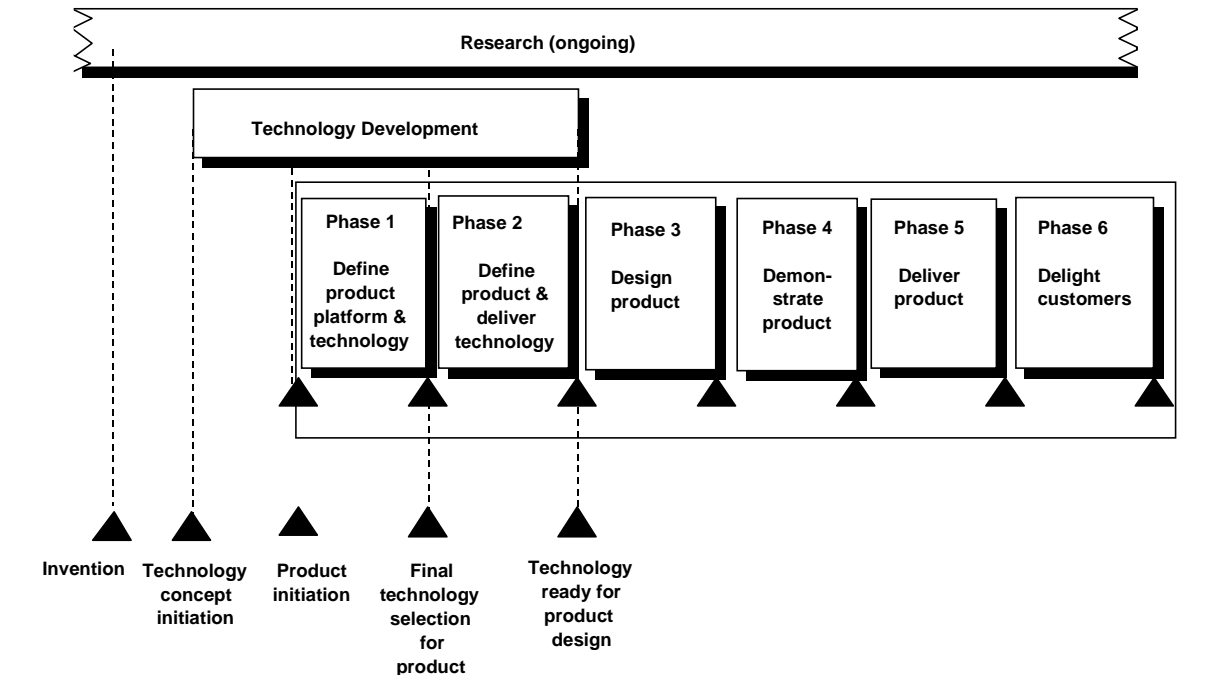 Research (ongoing)
Technology Development
Phase 1
Define
product
platform &
technology
Phase 2
Define
product &
deliver
technology
Phase 3
Design
product
Phase 4
Demon-
strate
product
Phase 5
Deliver
product
Phase 6
Delight
customers
Invention
Technology
concept
initiation
Product
initiation
Final
technology
selection
for
product
Technology
ready for
product
design